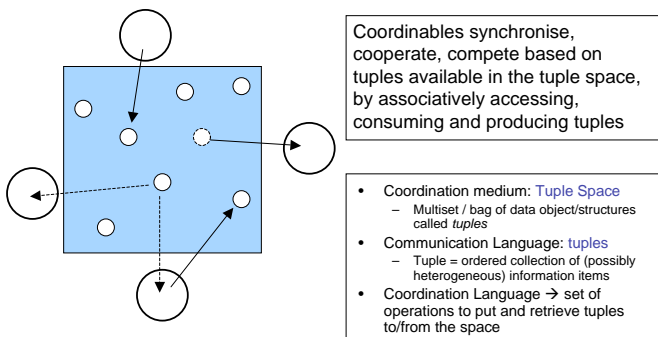 Coordinables synchronise,
cooperate, compete based on
tuples available in the tuple space,
by associatively accessing,
consuming and producing tuples
• Coordination medium: Tuple Space
– Multiset / bag of data object/structures
called tuples
• Communication Language: tuples
– Tuple = ordered collection of (possibly
heterogeneous) information items
• Coordination Language → set of
operations to put and retrieve tuples
to/from the space